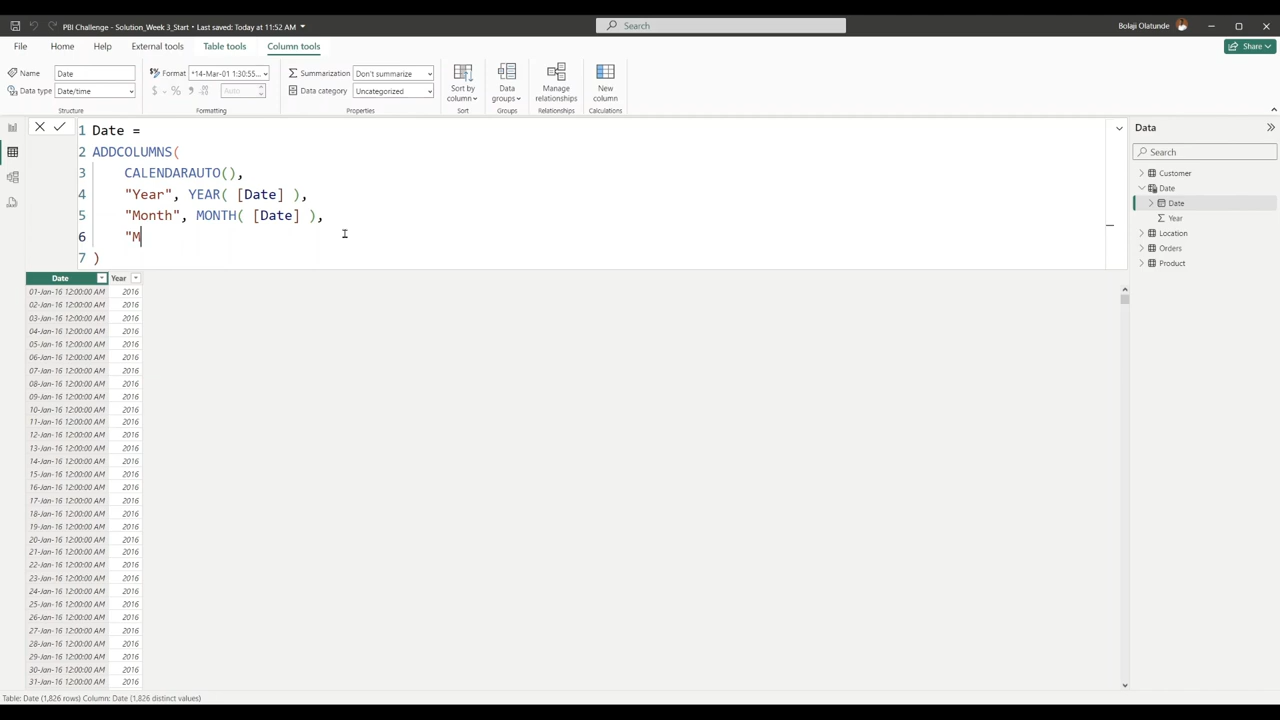 PBI Challenge - Solution_Week 3_Start • Last saved: Today at 11:52 AM
Search
Bolaji Olatunde
File Home Help External tools Table tools Column tools
Share
Name Date
Format *14-Mar-01 1:30:55...
Summarization Don't summarize
Data type Date/time
$ % Auto
Data category Uncategorized
Sort by column
Data groups
Manage relationships
New column
Structure Formatting Properties Sort Groups Relationships Calculations
1 Date =
2 ADDCOLUMNS(
3 CALENDARAUTO(),
4 "Year", YEAR( [Date] ),
5 "Month", MONTH( [Date] ),
6 "M
7 )
Data
Search
Customer
Date
Date
Year
Location
Orders
Product
Date Year
01-Jan-16 12:00:00 AM 2016
02-Jan-16 12:00:00 AM 2016
03-Jan-16 12:00:00 AM 2016
04-Jan-16 12:00:00 AM 2016
05-Jan-16 12:00:00 AM 2016
06-Jan-16 12:00:00 AM 2016
07-Jan-16 12:00:00 AM 2016
08-Jan-16 12:00:00 AM 2016
09-Jan-16 12:00:00 AM 2016
10-Jan-16 12:00:00 AM 2016
11-Jan-16 12:00:00 AM 2016
12-Jan-16 12:00:00 AM 2016
13-Jan-16 12:00:00 AM 2016
14-Jan-16 12:00:00 AM 2016
15-Jan-16 12:00:00 AM 2016
16-Jan-16 12:00:00 AM 2016
17-Jan-16 12:00:00 AM 2016
18-Jan-16 12:00:00 AM 2016
19-Jan-16 12:00:00 AM 2016
20-Jan-16 12:00:00 AM 2016
21-Jan-16 12:00:00 AM 2016
22-Jan-16 12:00:00 AM 2016
23-Jan-16 12:00:00 AM 2016
24-Jan-16 12:00:00 AM 2016
25-Jan-16 12:00:00 AM 2016
26-Jan-16 12:00:00 AM 2016
27-Jan-16 12:00:00 AM 2016
28-Jan-16 12:00:00 AM 2016
29-Jan-16 12:00:00 AM 2016
30-Jan-16 12:00:00 AM 2016
31-Jan-16 12:00:00 AM 2016
Table: Date (1,826 rows) Column: Date (1,826 distinct values)